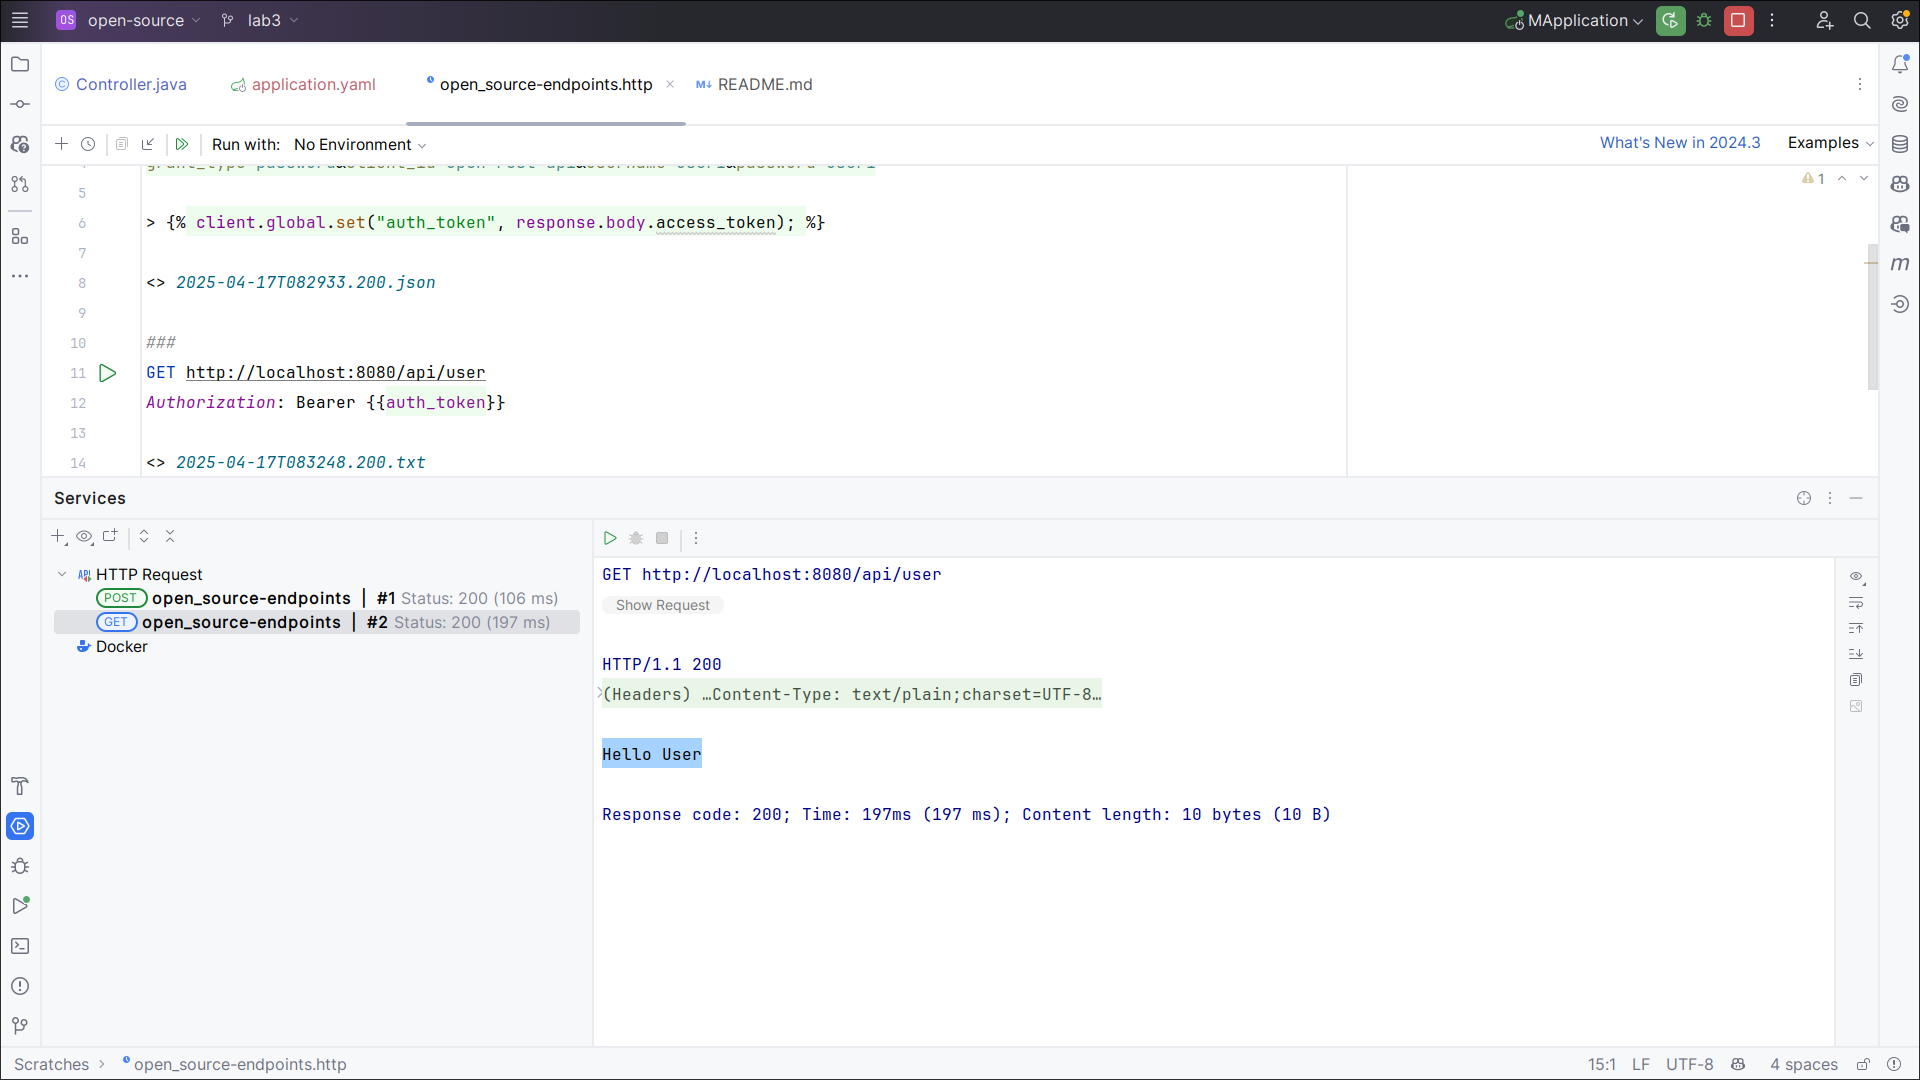 OS open-source lab3 MApplication
Controller.java application.yaml open_source-endpoints.http M↓ README.md
Run with: No Environment What's New in 2024.3 Examples
1
5
6 > {% client.global.set("auth_token", response.body.access_token); %}
7
8 <> 2025-04-17T082933.200.json
9
10 ###
11 GET http://localhost:8080/api/user
12 Authorization: Bearer {{auth_token}}
13
14 <> 2025-04-17T083248.200.txt
Services
API HTTP Request
POST open_source-endpoints | #1 Status: 200 (106 ms)
GET open_source-endpoints | #2 Status: 200 (197 ms)
Docker
GET http://localhost:8080/api/user
Show Request
HTTP/1.1 200
(Headers) …Content-Type: text/plain;charset=UTF-8…
Hello User
Response code: 200; Time: 197ms (197 ms); Content length: 10 bytes (10 B)
Scratches > open_source-endpoints.http 15:1 LF UTF-8 4 spaces